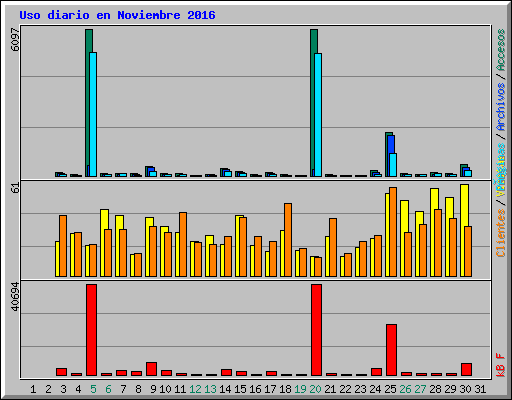 Uso diario en Noviembre 2016
6097
61
40694
Accesos
/
Archivos
/
Clientes
/
kB F
1 2 3 4 5 6 7 8 9 10 11 12 13 14 15 16 17 18 19 20 21 22 23 24 25 26 27 28 29 30 31